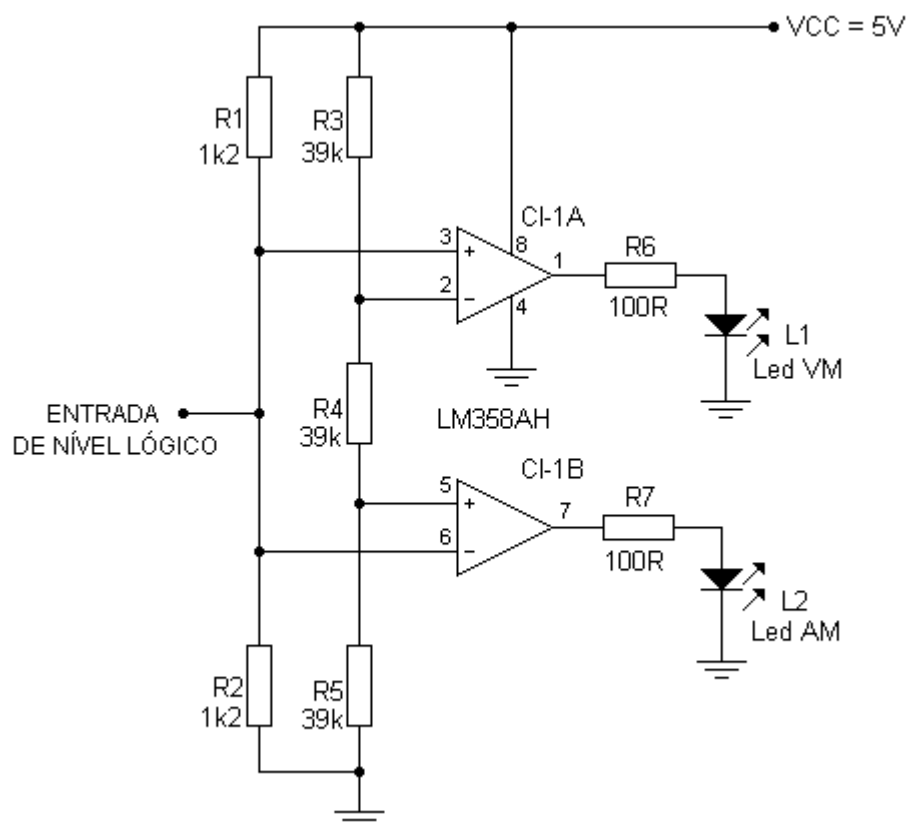 VCC = 5V
R1
1k2
R3
39k
CI-1A
3
+
8
1
2
−
4
R6
100R
L1
Led VM
ENTRADA
DE NÍVEL LÓGICO
R4
39k
LM358AH
CI-1B
5
+
7
6
−
R7
100R
L2
Led AM
R2
1k2
R5
39k